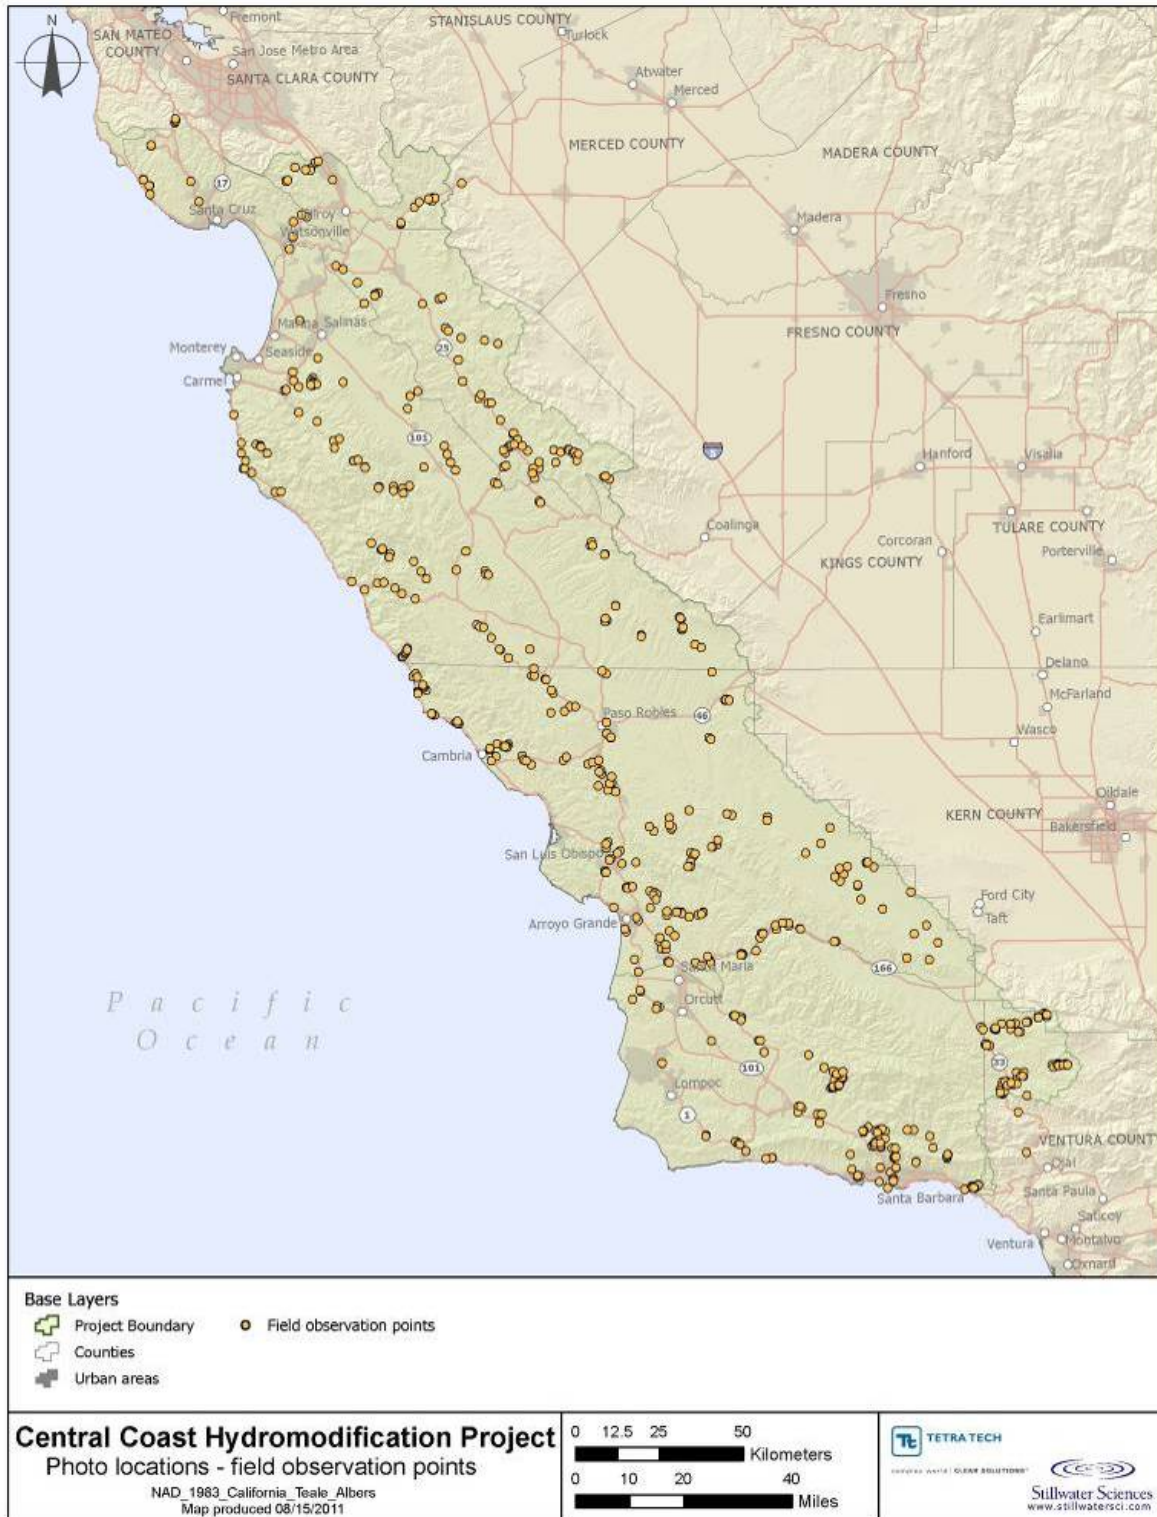 N
Fremont
STANISLAUS COUNTY
Turlock
SAN MATEO
COUNTY
San Jose Metro Area
SANTA CLARA COUNTY
Atwater
Merced
MERCED COUNTY
MADERA COUNTY
17
Santa Cruz
Gilroy
Watsonville
Madera
Fresno
FRESNO COUNTY
Marina
Salinas
Monterey
Seaside
25
Carmel
101
5
Hanford
Visalia
Coalinga
TULARE COUNTY
Corcoran
KINGS COUNTY
Porterville
Earlimart
Delano
McFarland
Paso Robles
46
Wasco
Cambria
Oildale
KERN COUNTY
Bakersfield
San Luis Obispo
Ford City
Taft
Arroyo Grande
Santa Maria
166
Orcutt
Pacific
Ocean
33
101
Lompoc
1
VENTURA COUNTY
Ojai
Santa Barbara
Santa Paula
Saticoy
Ventura
Montalvo
Oxnard
Base Layers
Project Boundary
Field observation points
Counties
Urban areas
Central Coast Hydromodification Project
Photo locations - field observation points
NAD_1983_California_Teale_Albers
Map produced 08/15/2011
0 12.5 25 50
Kilometers
0 10 20 40
Miles
Tt TETRA TECH
complex world | CLEAR SOLUTIONS™
Stillwater Sciences
www.stillwatersci.com